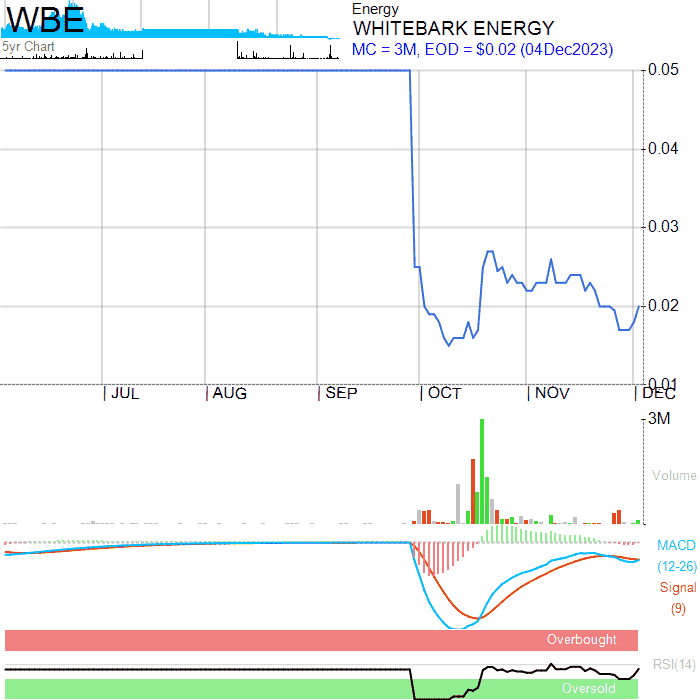 WBE
5yr Chart
Energy
WHITEBARK ENERGY
MC = 3M, EOD = $0.02 (04Dec2023)
0.05
0.04
0.03
0.02
0.01
JUL AUG SEP OCT NOV DEC
3M
Volume
MACD
(12-26)
Signal
(9)
Overbought
RSI(14)
Oversold